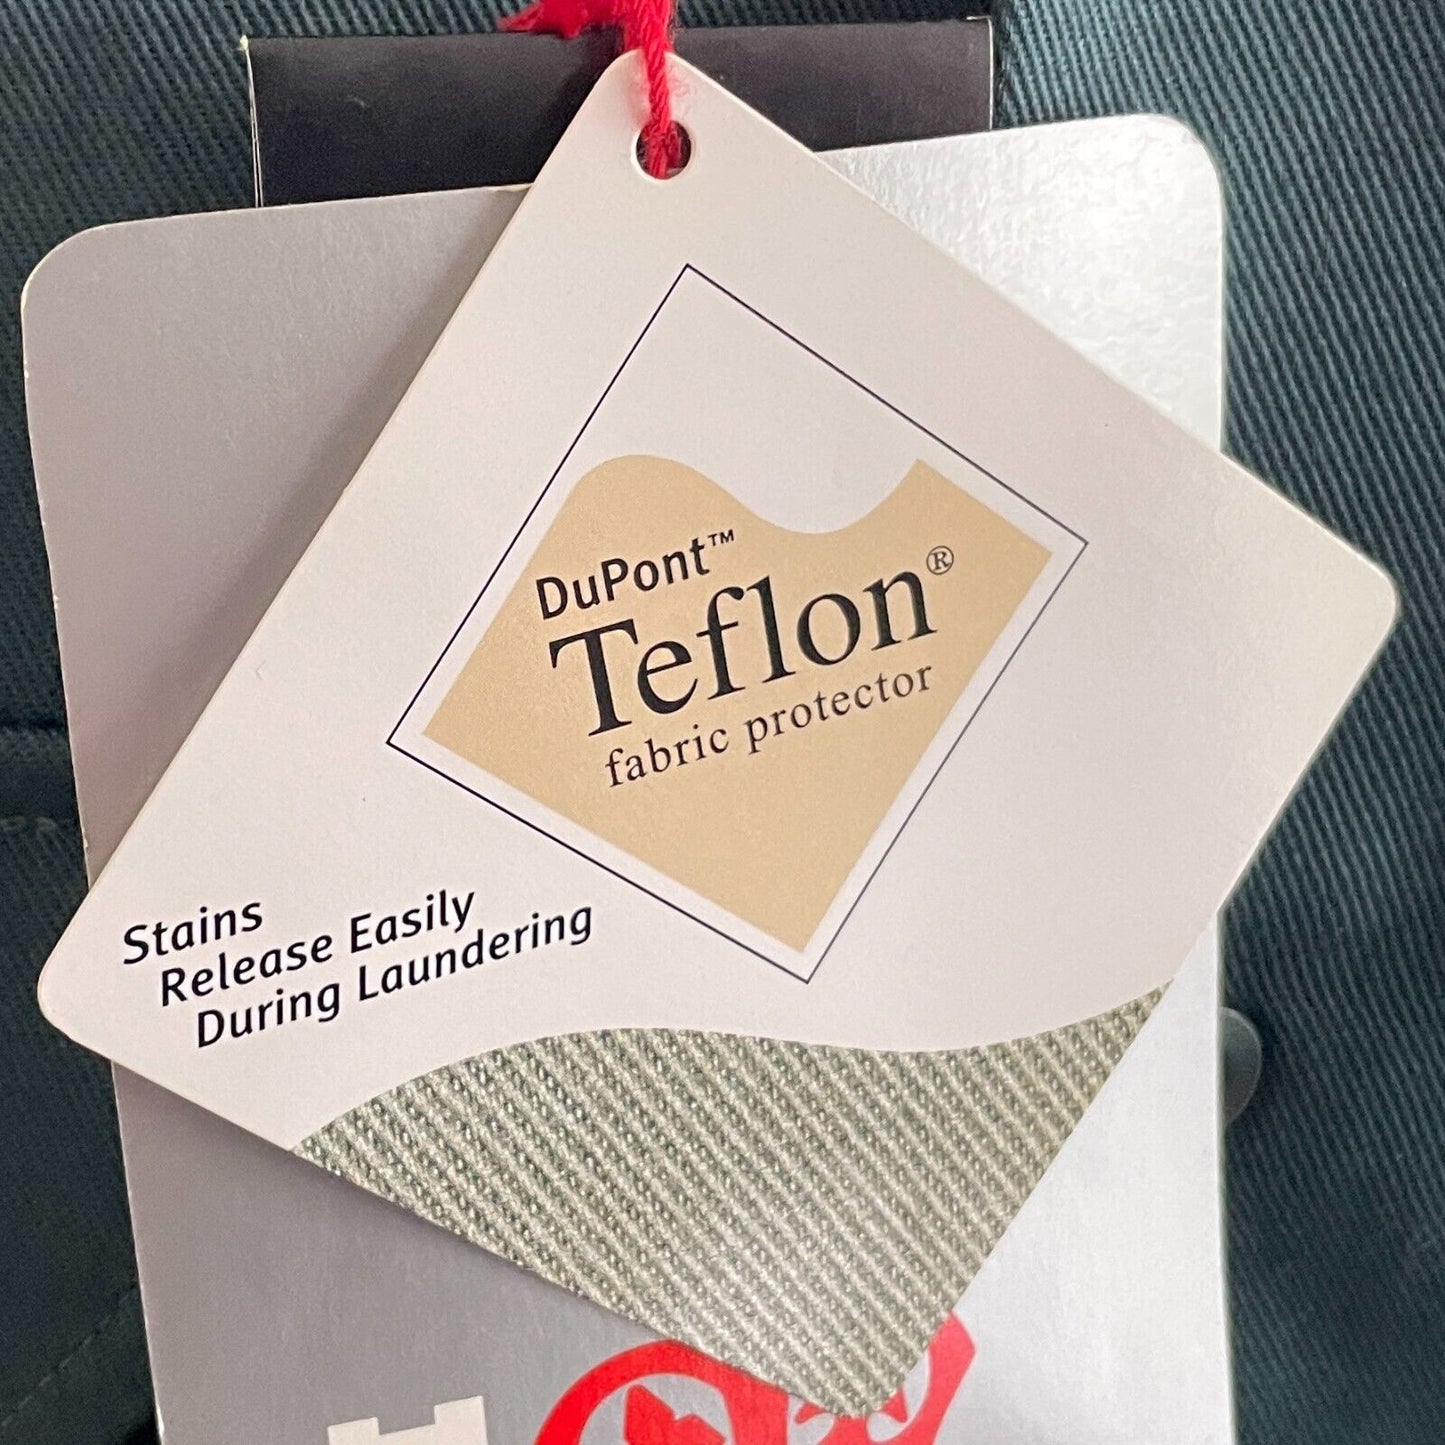 DuPont™
Teflon®
fabric protector
Stains
Release Easily
During Laundering